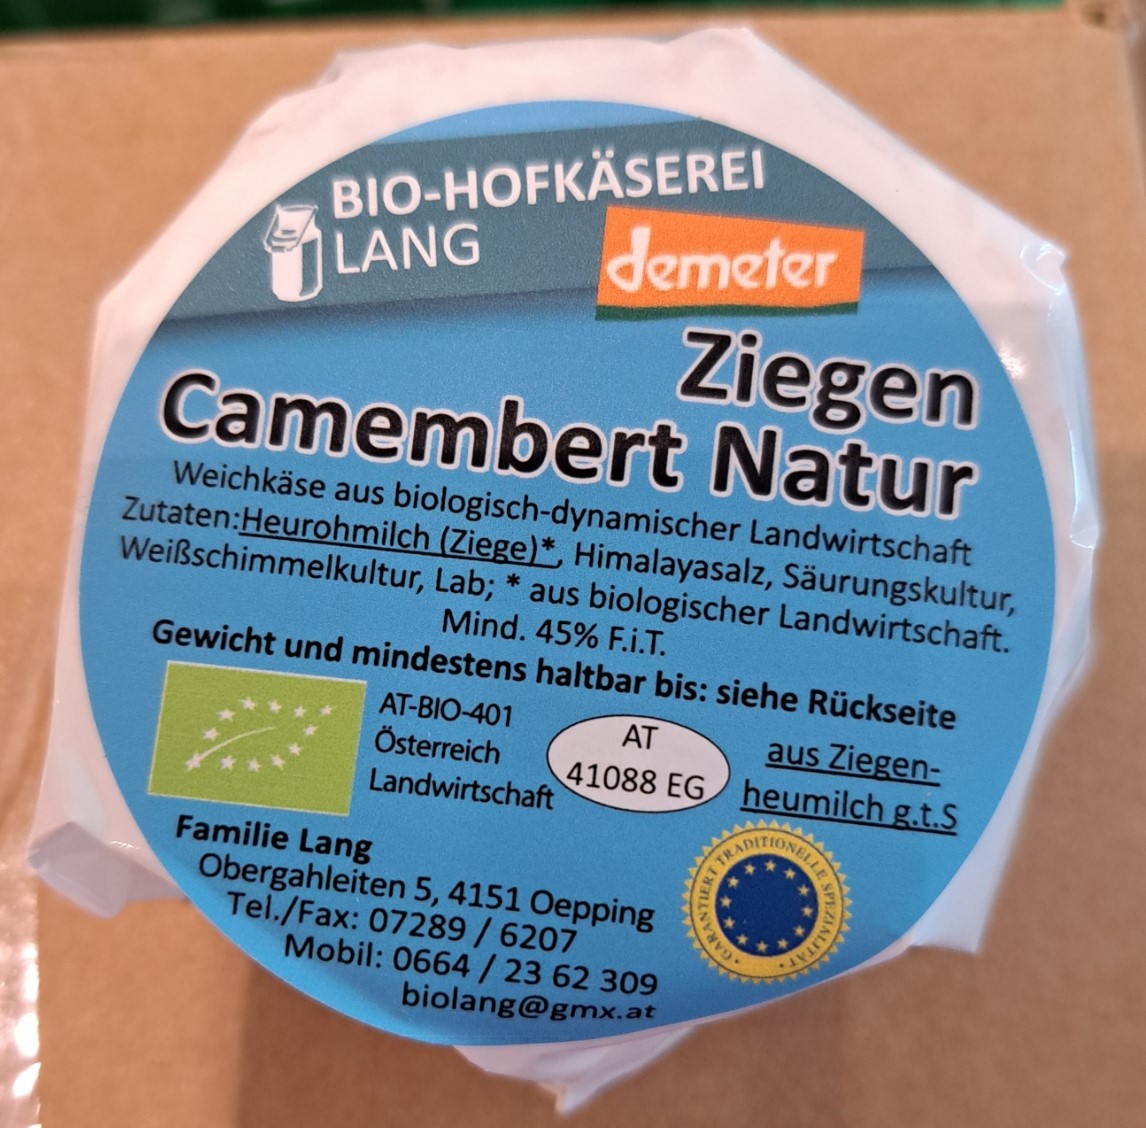 BIO-HOFKÄSEREI
LANG
demeter
Ziegen
Camembert Natur
Weichkäse aus biologisch-dynamischer Landwirtschaft
Zutaten:Heurohmilch (Ziege)*, Himalayasalz, Säurungskultur,
Weißschimmelkultur, Lab; * aus biologischer Landwirtschaft.
Mind. 45% F.i.T.
Gewicht und mindestens haltbar bis: siehe Rückseite
AT-BIO-401
Österreich
Landwirtschaft
AT
41088 EG
aus Ziegen-
heumilch g.t.S
Familie Lang
Obergahleiten 5, 4151 Oepping
Tel./Fax: 07289 / 6207
Mobil: 0664 / 23 62 309
biolang@gmx.at
GARANTIERT TRADITIONELLE SPEZIALITÄT